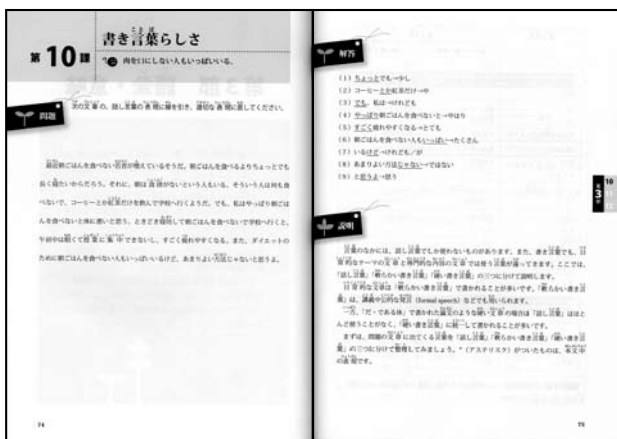 第10課
書き言葉らしさ
肉を口にしない人もいっぱいいる。
問題
次の文章の、話し言葉の表現に線を引き、適切な表現に直してください。
最近朝ごはんを食べない若者が増えているそうだ。朝ごはんを食べるよりちょっとでも
長く寝たいからだろう。それに、朝は食欲がないという人もいる。そういう人は何も食
べないで、コーヒーとか紅茶だけを飲んで学校へ行くようだ。でも、私はやっぱり朝ごは
んを食べないと体に悪いと思う。ときどき寝坊して朝ごはんを食べないで学校へ行くと、
午前中は眠くて授業に集中できないし、すごく疲れやすくなる。また、ダイエットの
ために朝ごはんを食べない人もいっぱいいるけど、あまりよい方法じゃないと思うよ。
74
解答
(1) ちょっとでも→少し
(2) コーヒーとか紅茶だけ→や
(3) でも、私は→けれども
(4) やっぱり朝ごはんを食べないと→やはり
(5) すごく疲れやすくなる→とても
(6) 朝ごはんを食べない人もいっぱい→たくさん
(7) いるけど→けれども／が
(8) あまりよい方法じゃない→ではない
(9) と思うよ→思う
説明
言葉のなかには、話し言葉でしか使わないものがあります。また、書き言葉でも、日
常的なテーマの文章と専門的な内容の文章では使う言葉が違ってきます。ここでは、
「話し言葉」「軟らかい書き言葉」「硬い書き言葉」の三つに分けて説明します。
日常的な文章は「軟らかい書き言葉」で書かれることが多いです。「軟らかい書き言
葉」は、講義や公的な発言(formal speech)などでも用いられます。
一方、「だ・である体」で書かれた論文のような硬い文章の場合は「話し言葉」はほと
んど使うことがなく、「硬い書き言葉」に統一して書かれることが多いです。
まずは、問題の文章に出てくる言葉を「話し言葉」「軟らかい書き言葉」「硬い書き言
葉」の三つに分けて整理してみましょう。*(アステリスク)がついたものは、本文中
の表現です。
第3部
10
11
12
75